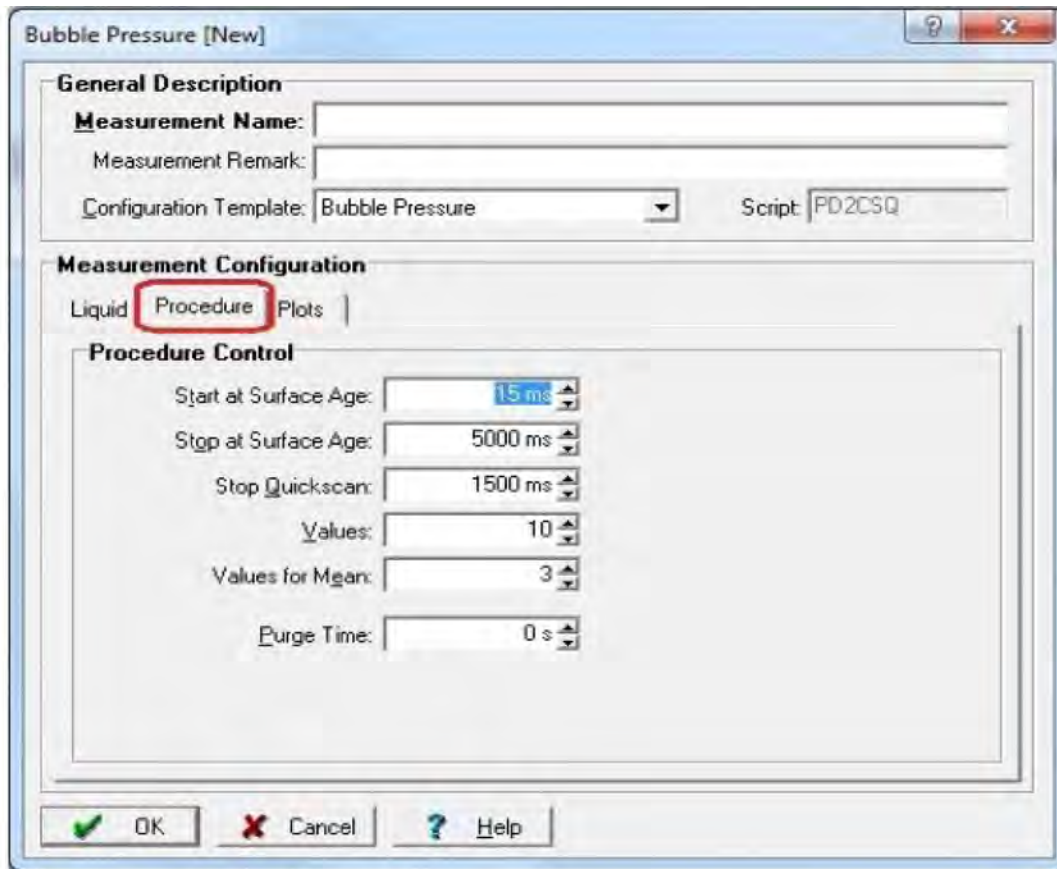 Bubble Pressure [New]
General Description
Measurement Name:
Measurement Remark:
Configuration Template: Bubble Pressure Script: PD2CSQ
Measurement Configuration
Liquid Procedure Plots
Procedure Control
Start at Surface Age: 15 ms
Stop at Surface Age: 5000 ms
Stop Quickscan: 1500 ms
Values: 10
Values for Mean: 3
Purge Time: 0 s
OK Cancel ? Help